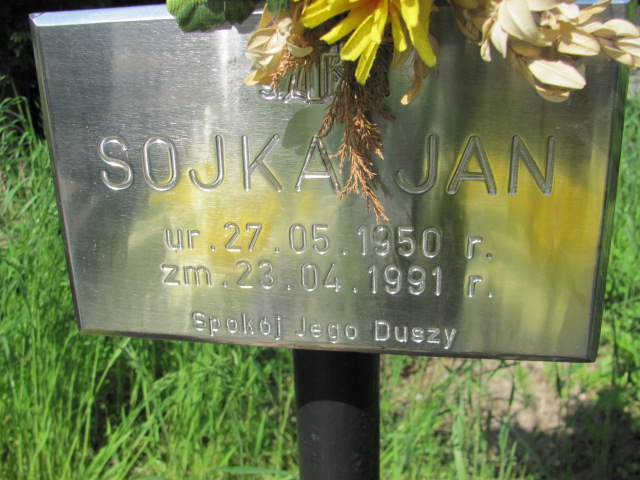 SOJKA JAN
ur. 27. 05. 1950 r.
zm. 23. 04. 1991 r.
Spokój Jego Duszy